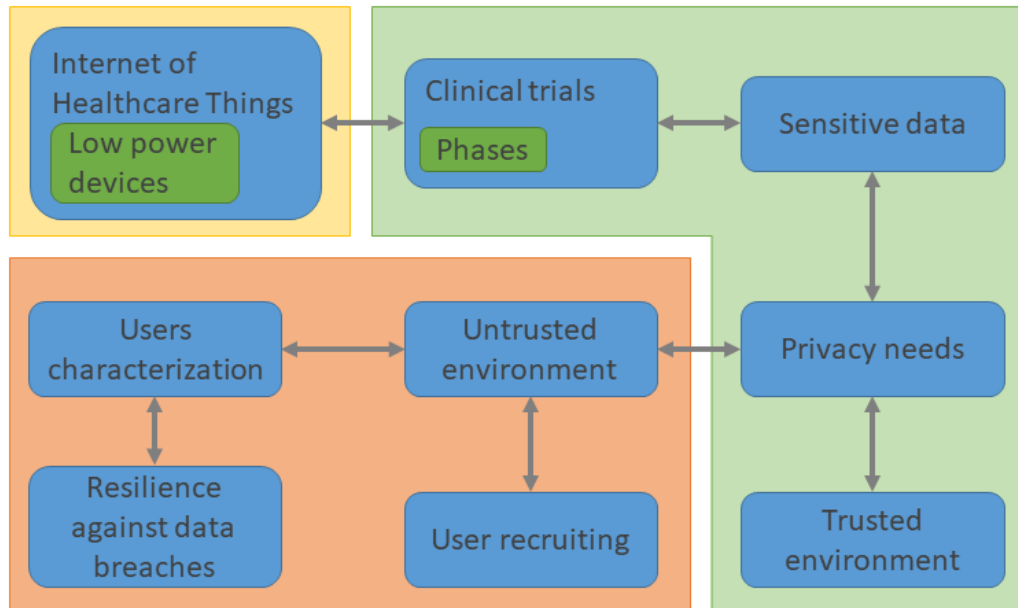 Internet of
Healthcare Things
Low power
devices
Clinical trials
Phases
Sensitive data
Users
characterization
Untrusted
environment
Privacy needs
Resilience
against data
breaches
User recruiting
Trusted
environment